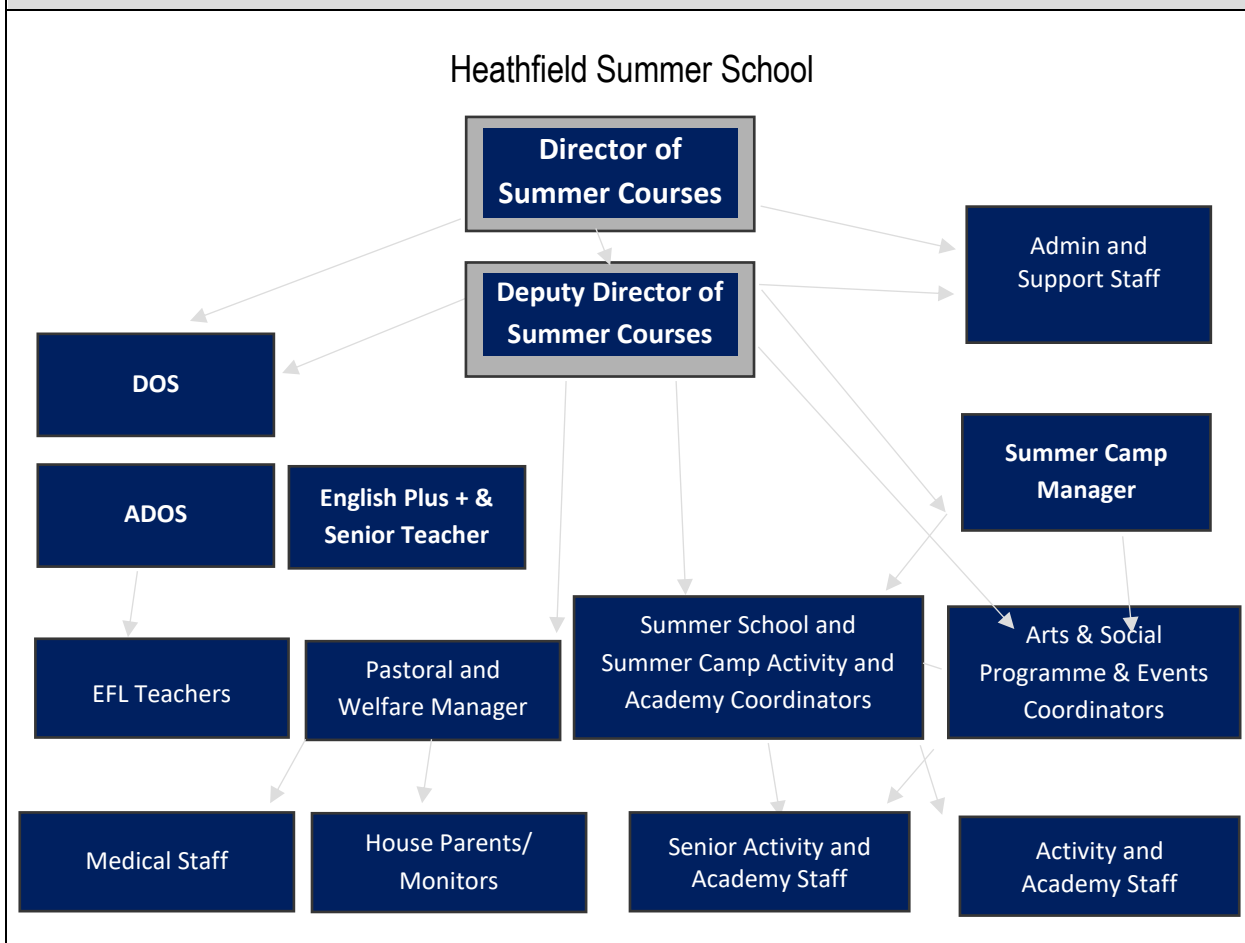 Heathfield Summer School
Director of
Summer Courses
Admin and
Support Staff
Deputy Director of
Summer Courses
DOS
Summer Camp
Manager
ADOS
English Plus + &
Senior Teacher
EFL Teachers
Pastoral and
Welfare Manager
Summer School and
Summer Camp Activity and
Academy Coordinators
Arts & Social
Programme & Events
Coordinators
Medical Staff
House Parents/
Monitors
Senior Activity and
Academy Staff
Activity and
Academy Staff